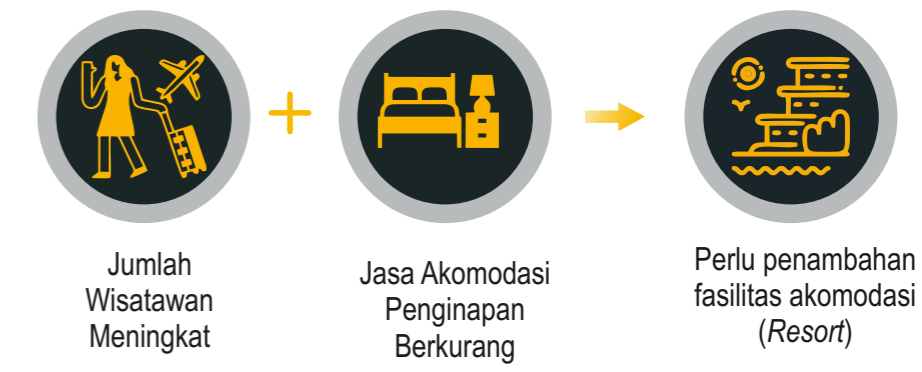 Jumlah
Wisatawan
Meningkat
Jasa Akomodasi
Penginapan
Berkurang
Perlu penambahan
fasilitas akomodasi
(Resort)